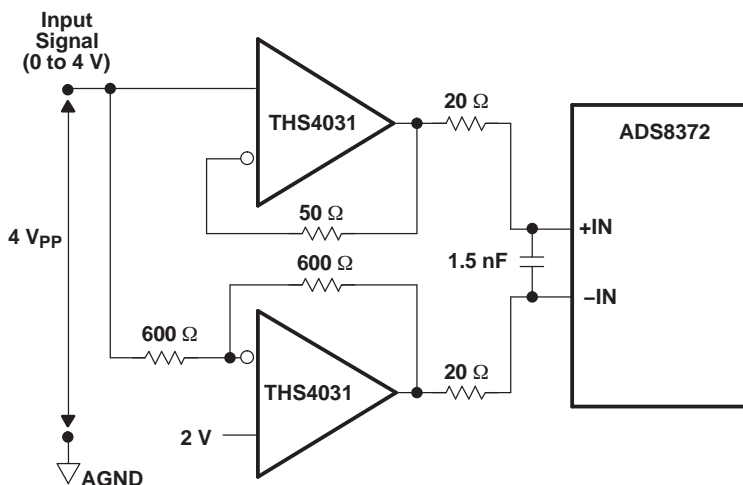 Input
Signal
(0 to 4 V)
20 Ω
THS4031
ADS8372
50 Ω
4 VPP
+IN
1.5 nF
600 Ω
–IN
600 Ω
20 Ω
THS4031
2 V
AGND